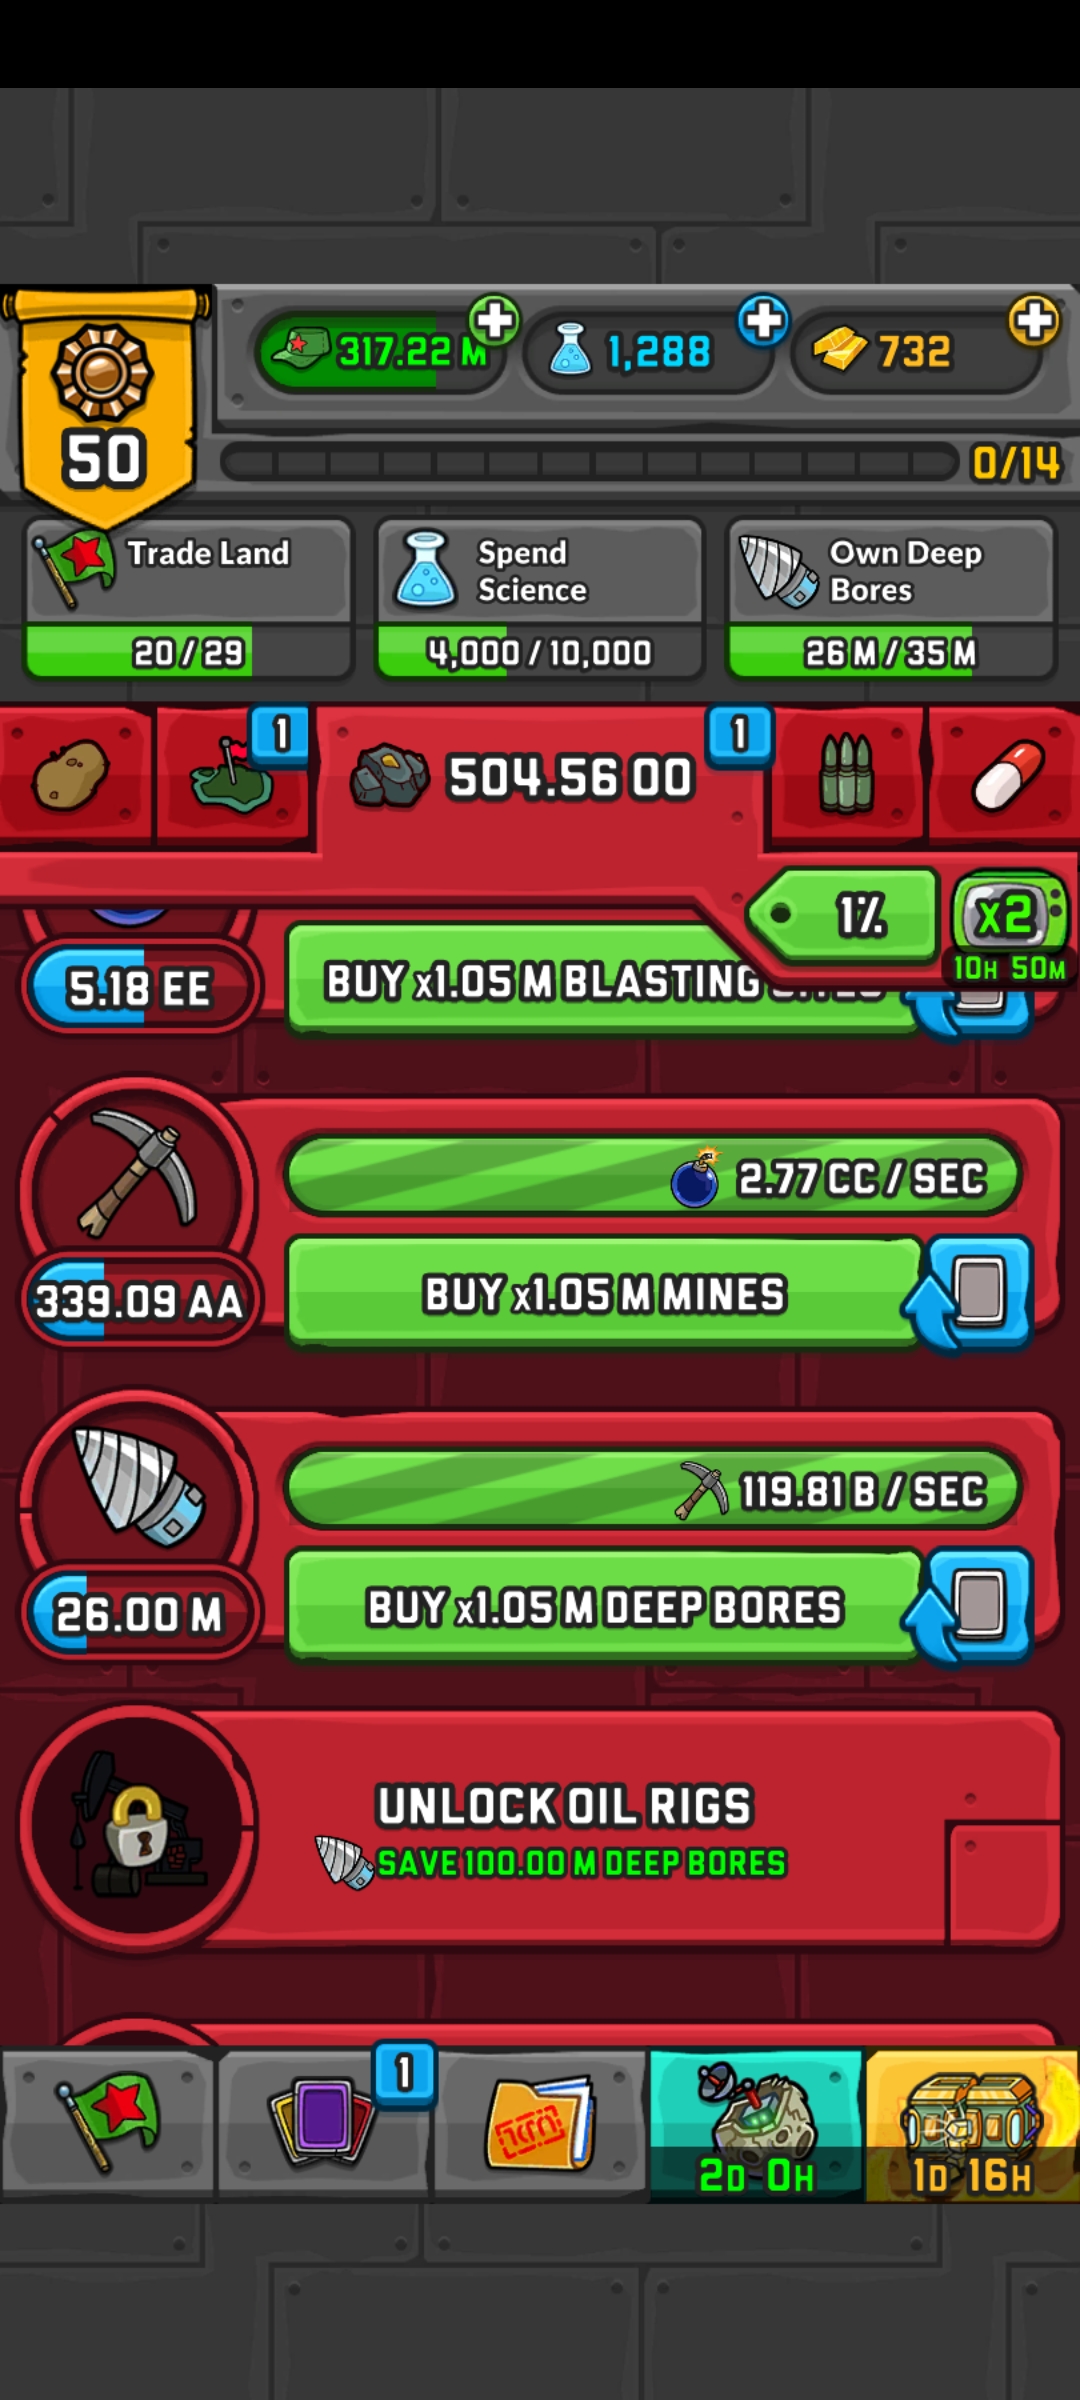 317.22 M
1,288
732
50
0/14
Trade Land
Spend
Science
Own Deep
Bores
20/29
4,000/10,000
26 M/35 M
1
504.56 OO
1
1%
x2
10H 50M
5.18 EE
BUY x1.05 M BLASTING
2.77 CC / SEC
339.09 AA
BUY x1.05 M MINES
119.81 B / SEC
26.00 M
BUY x1.05 M DEEP BORES
UNLOCK OIL RIGS
SAVE 100.00 M DEEP BORES
1
2D 0H
1D 16H